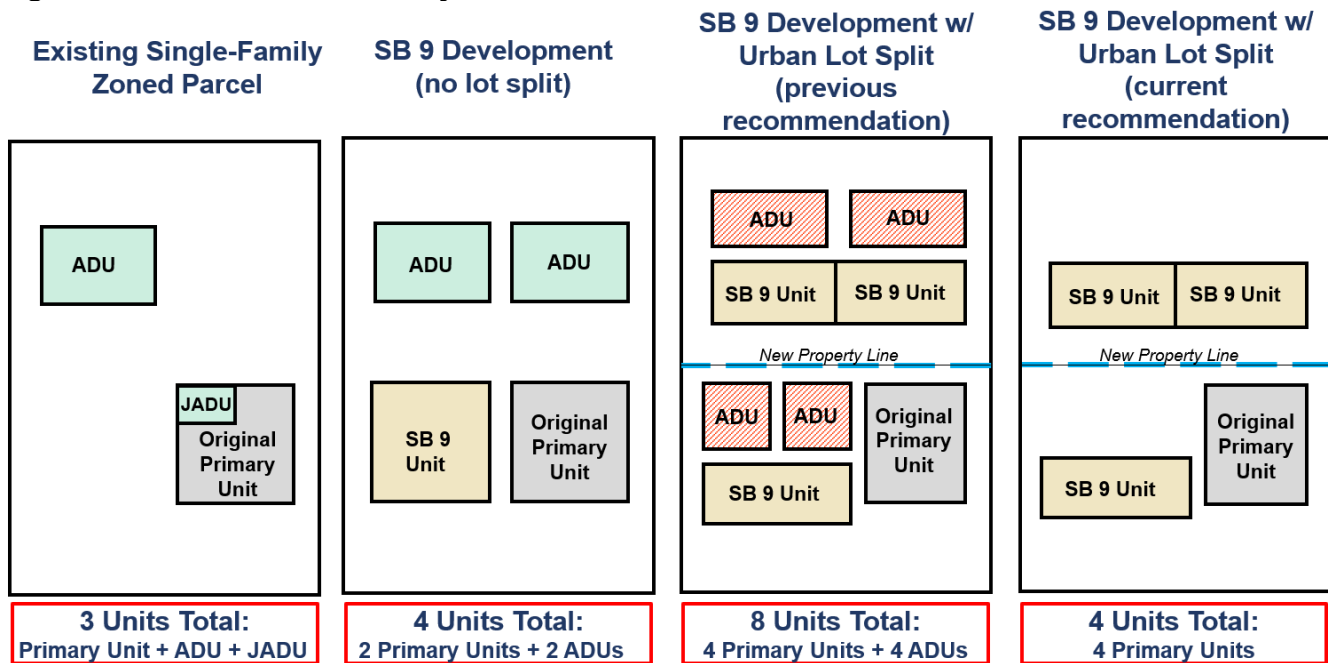 Existing Single-Family
Zoned Parcel
ADU
JADU
Original
Primary
Unit
3 Units Total:
Primary Unit + ADU + JADU
SB 9 Development
(no lot split)
ADU
ADU
SB 9
Unit
Original
Primary
Unit
4 Units Total:
2 Primary Units + 2 ADUs
SB 9 Development w/
Urban Lot Split
(previous
recommendation)
ADU
ADU
SB 9 Unit
SB 9 Unit
New Property Line
ADU
ADU
Original
Primary
Unit
SB 9 Unit
8 Units Total:
4 Primary Units + 4 ADUs
SB 9 Development w/
Urban Lot Split
(current
recommendation)
SB 9 Unit
SB 9 Unit
New Property Line
Original
Primary
Unit
SB 9 Unit
4 Units Total:
4 Primary Units